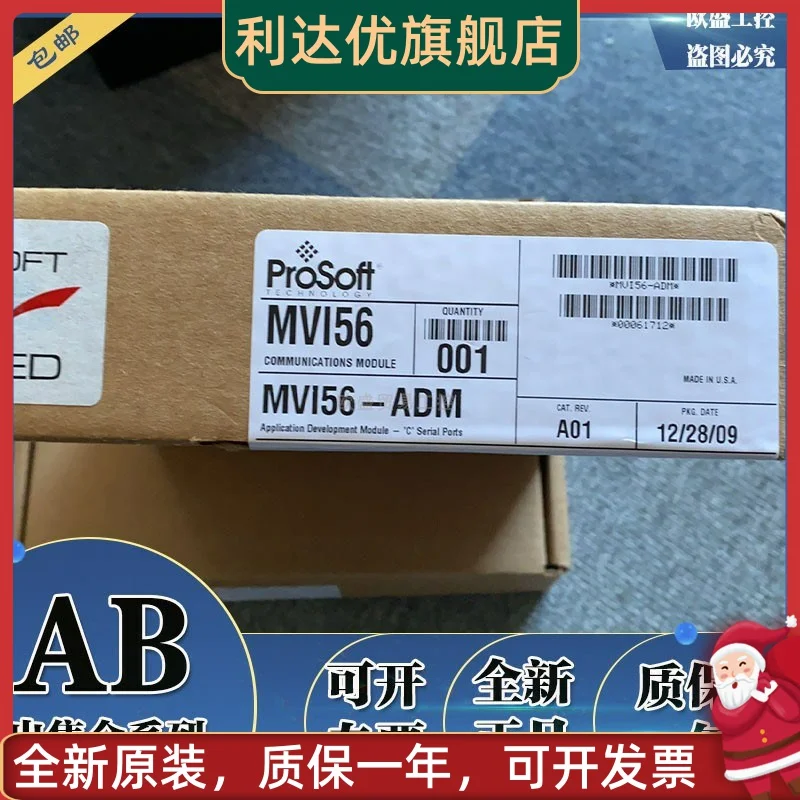 包邮
利达优旗舰店
欧盛工控
盗图必究
OFT
ED
ProSoft®
TECHNOLOGY
MVI56
COMMUNICATIONS MODULE
QUANTITY
001
MVI56-ADM
Application Development Module – "C" Serial Ports
*MVI56-ADM*
*00061712*
MADE IN U.S.A.
CAT. REV.
A01
PKG. DATE
12/28/09
AB
可开
全新
质保
全新原装，质保一年，可开发票